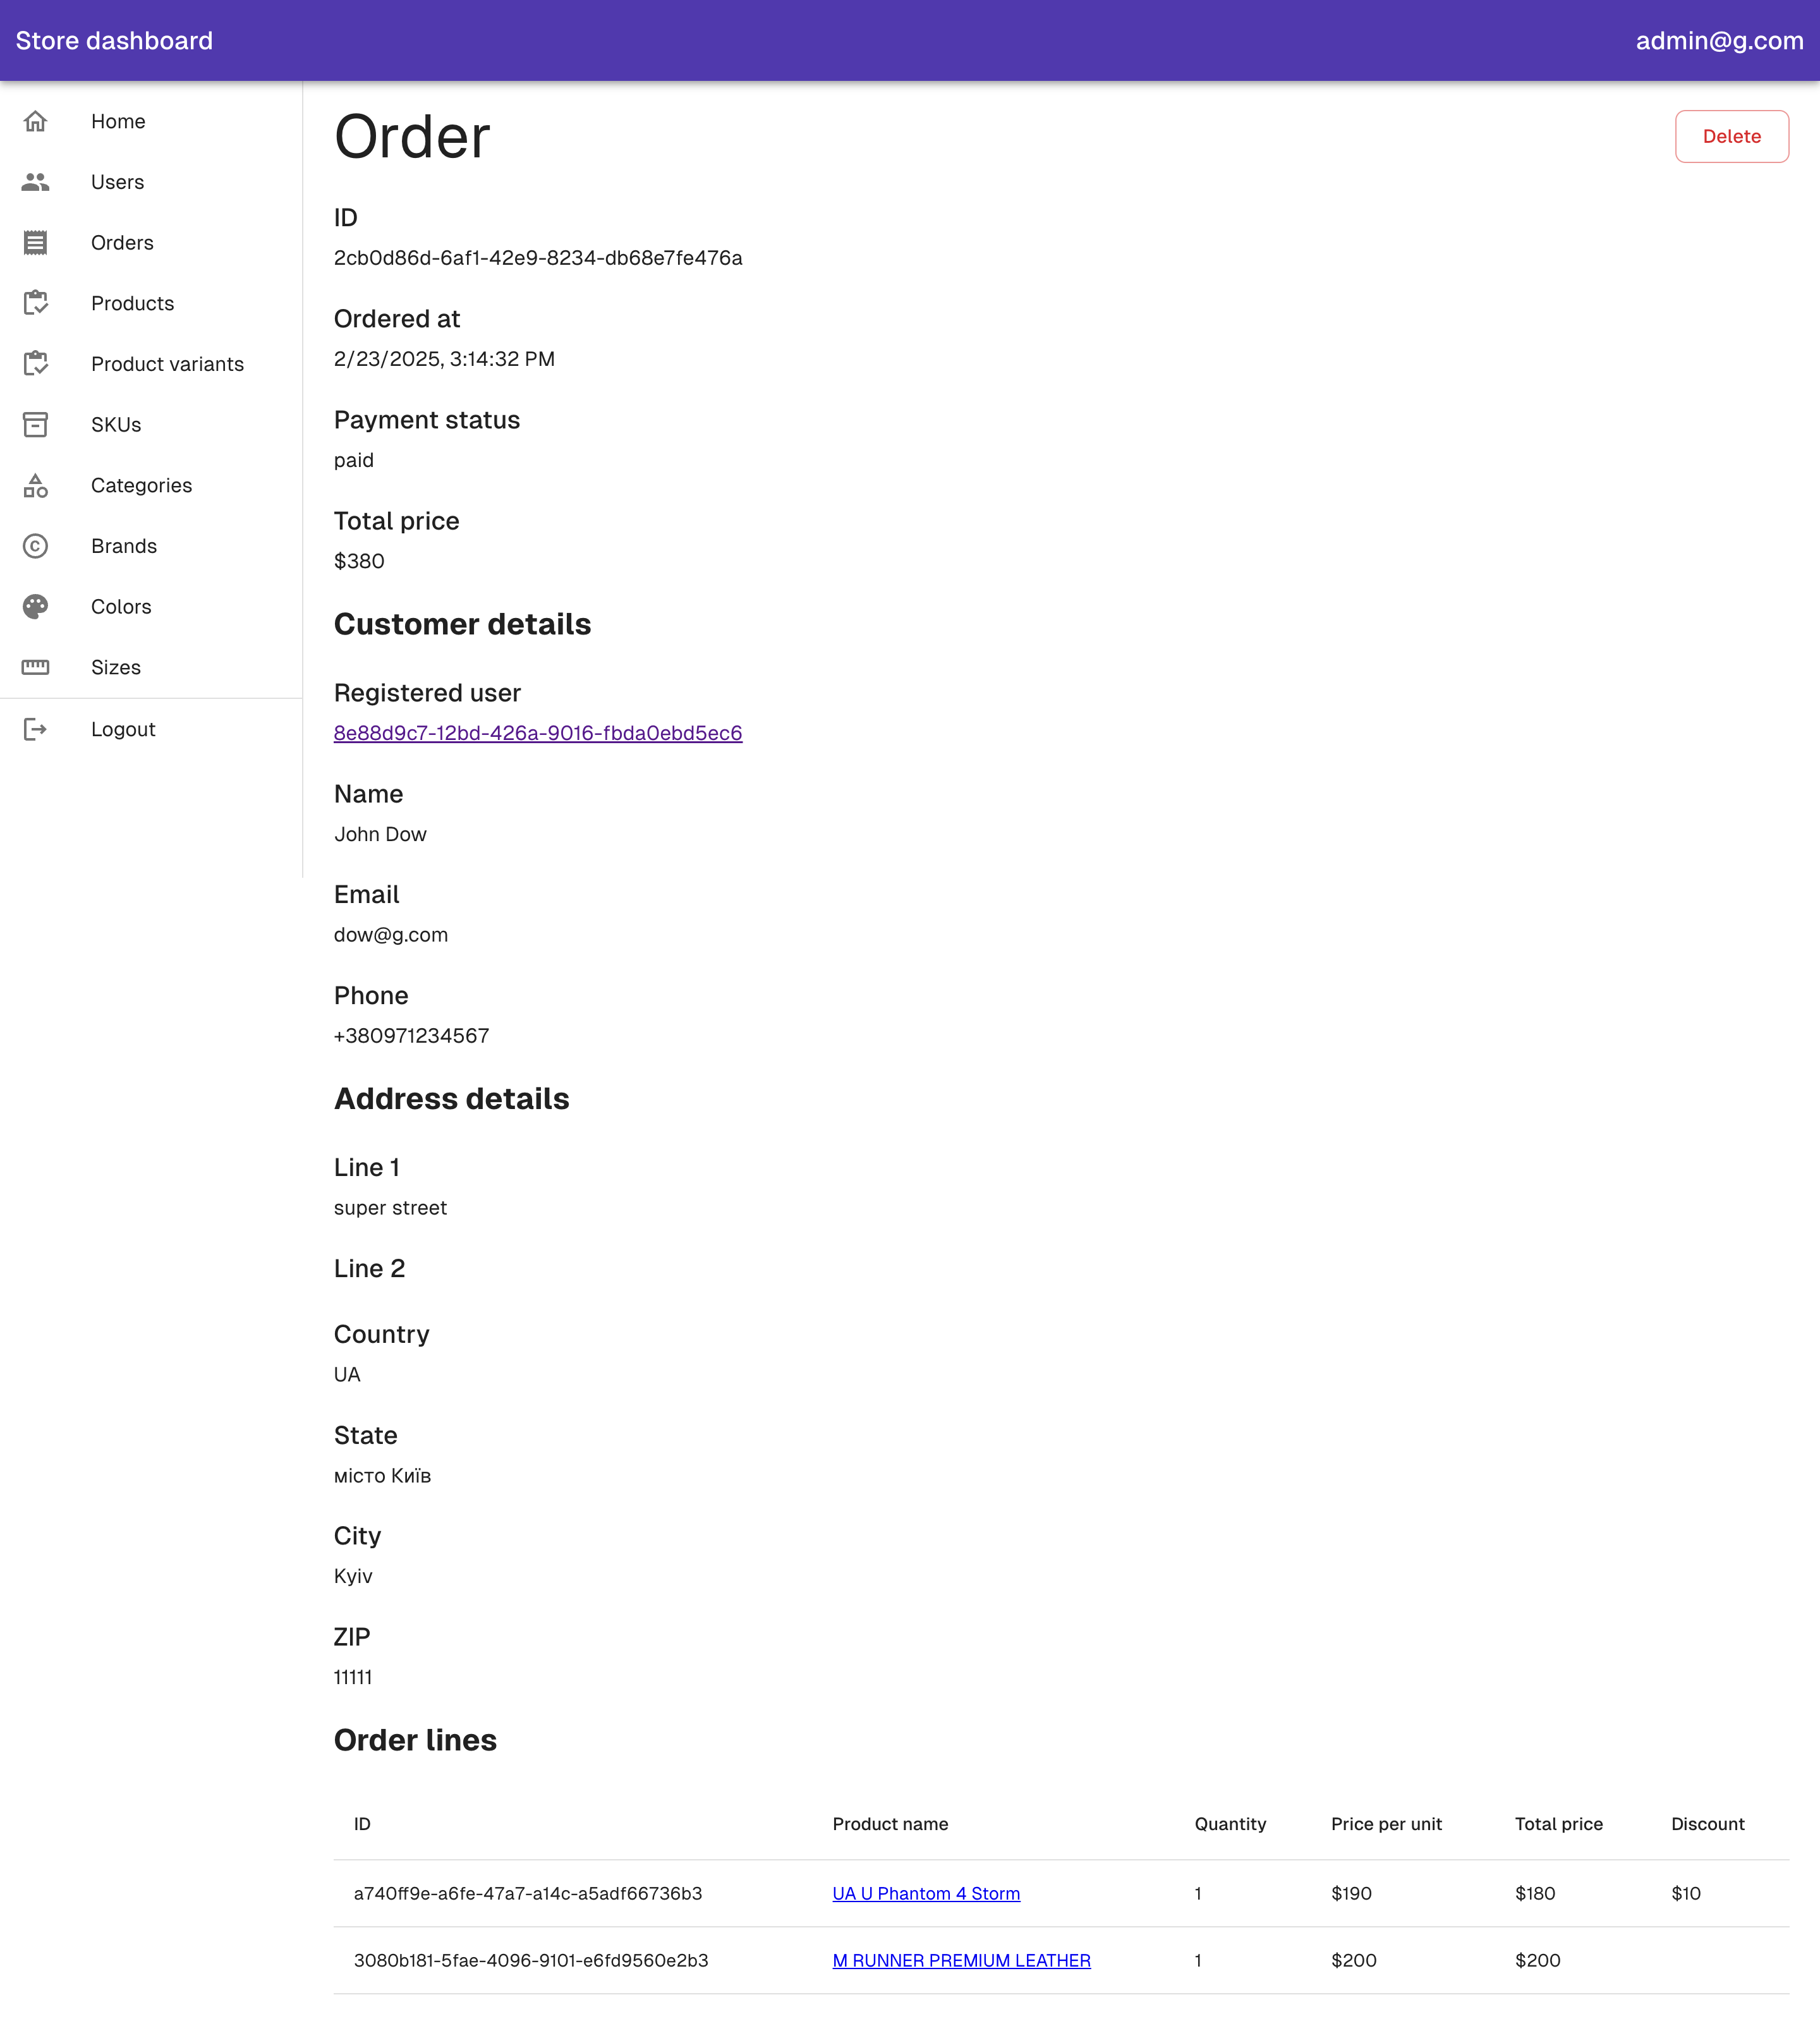 Store dashboard
admin@g.com
Home
Users
Orders
Products
Product variants
SKUs
Categories
Brands
Colors
Sizes
Logout
Order
Delete
ID
2cb0d86d-6af1-42e9-8234-db68e7fe476a
Ordered at
2/23/2025, 3:14:32 PM
Payment status
paid
Total price
$380
Customer details
Registered user
8e88d9c7-12bd-426a-9016-fbda0ebd5ec6
Name
John Dow
Email
dow@g.com
Phone
+380971234567
Address details
Line 1
super street
Line 2
Country
UA
State
місто Київ
City
Kyiv
ZIP
11111
Order lines
ID Product name Quantity Price per unit Total price Discount
a740ff9e-a6fe-47a7-a14c-a5adf66736b3 UA U Phantom 4 Storm 1 $190 $180 $10
3080b181-5fae-4096-9101-e6fd9560e2b3 M RUNNER PREMIUM LEATHER 1 $200 $200